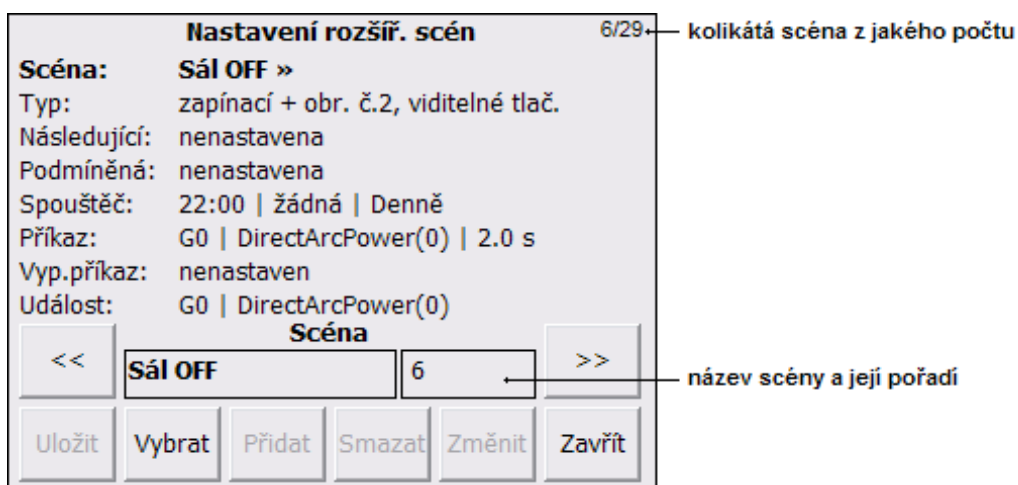 Nastavení rozšíř. scén 6/29 kolikátá scéna z jakého počtu
Scéna: Sál OFF »
Typ: zapínací + obr. č.2, viditelné tlač.
Následující: nenastavena
Podmíněná: nenastavena
Spouštěč: 22:00 | žádná | Denně
Příkaz: G0 | DirectArcPower(0) | 2.0 s
Vyp.příkaz: nenastaven
Událost: G0 | DirectArcPower(0)
Scéna
<< Sál OFF 6 >> název scény a její pořadí
Uložit Vybrat Přidat Smazat Změnit Zavřít